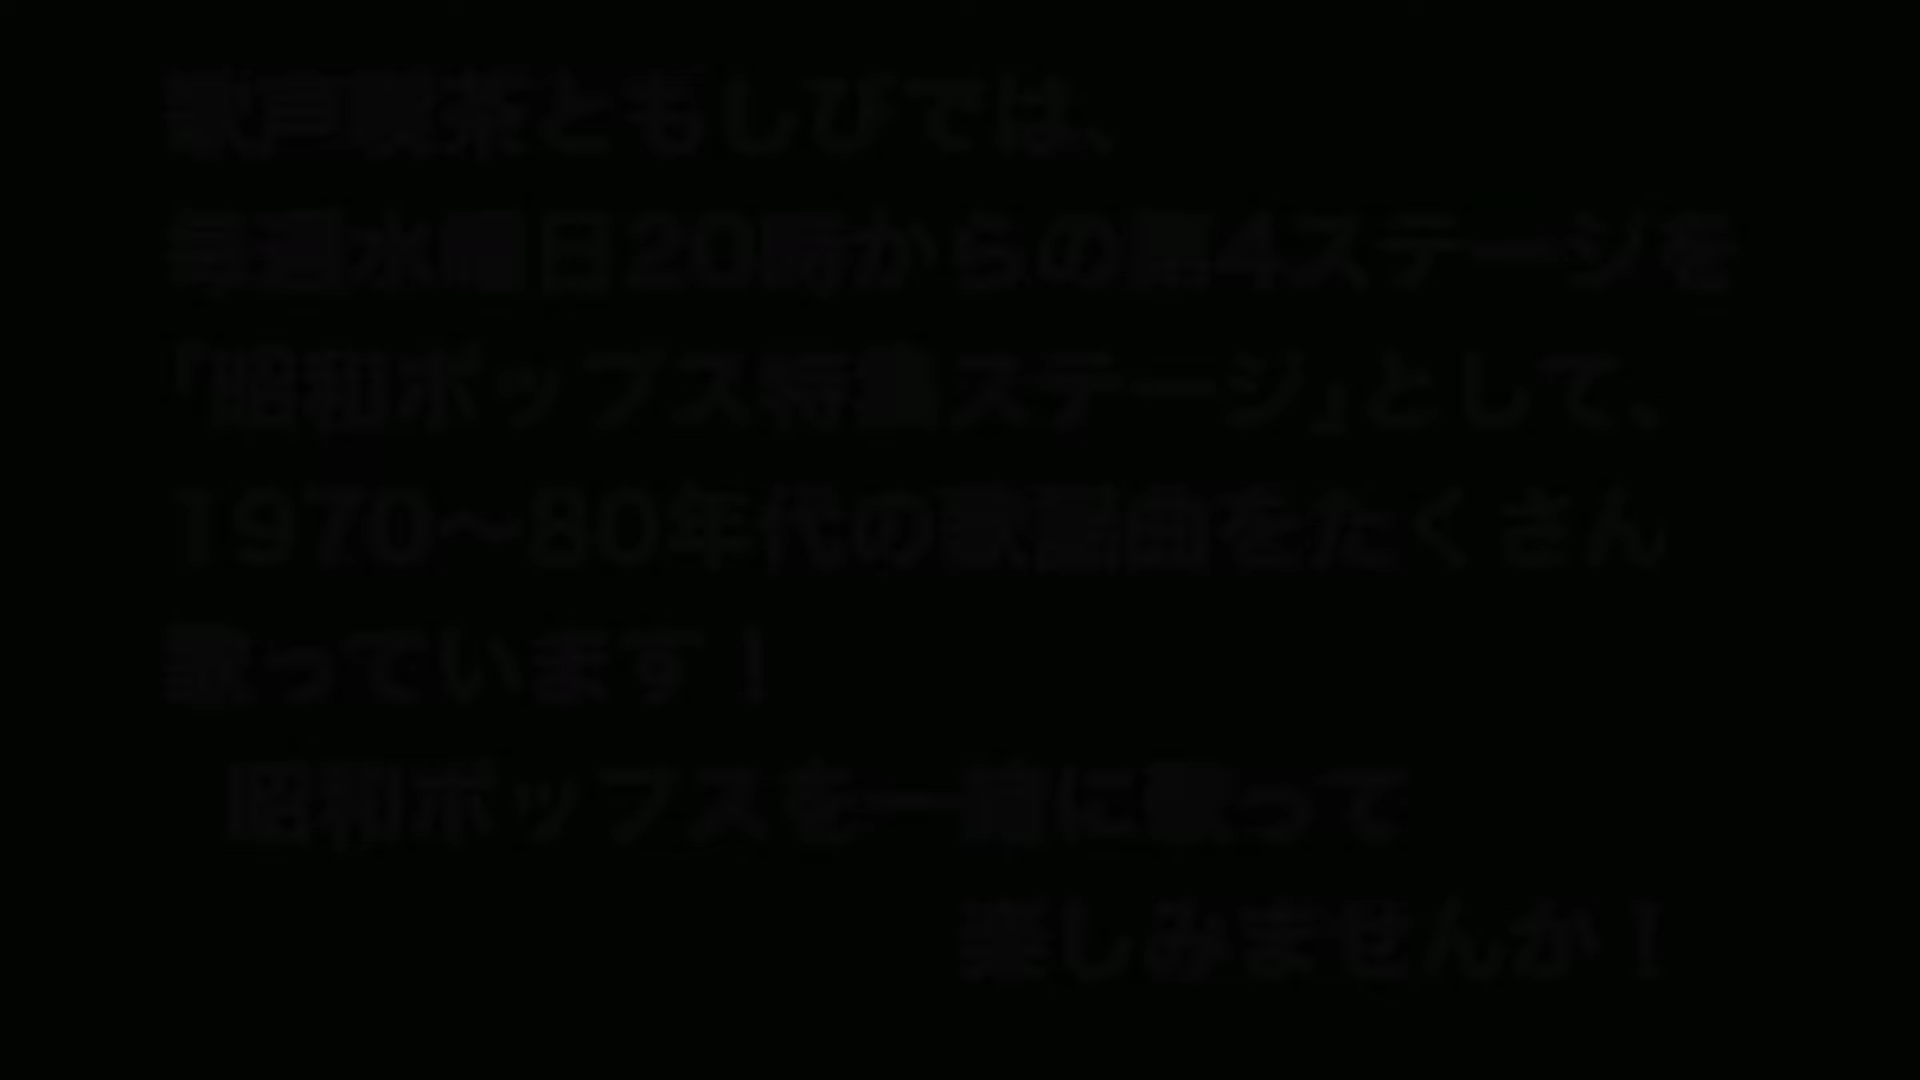 歌声喫茶ともしびでは、
毎週水曜日20時からの第4ステージを
「昭和ポップス特集ステージ」として、
1970〜80年代の歌謡曲をたくさん
歌っています！
昭和ポップスを一緒に歌って
楽しみませんか！